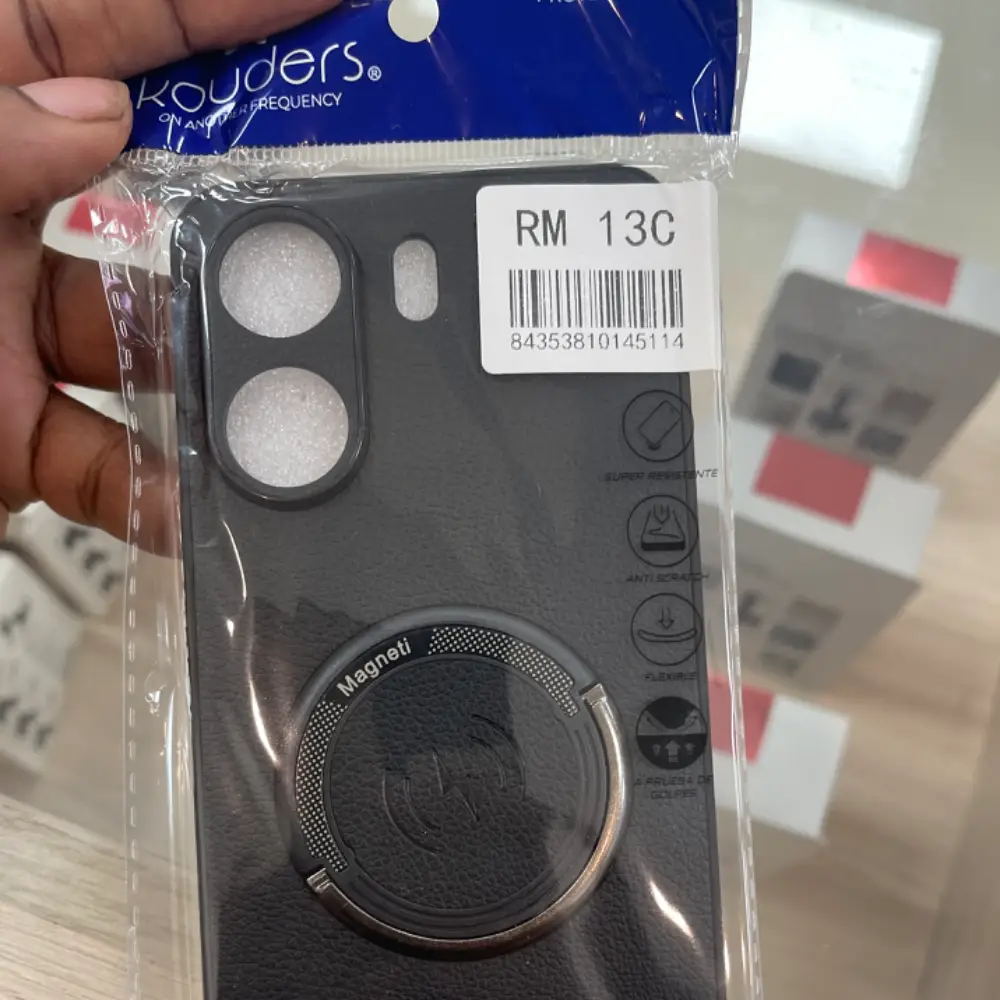 Kouders®
ON ANOTHER FREQUENCY
RM 13C
84353810145114
SUPER RESISTENTE
ANTI SCRATCH
FLEXIBLE
A PRUEBA DE
GOLPES
Magneti